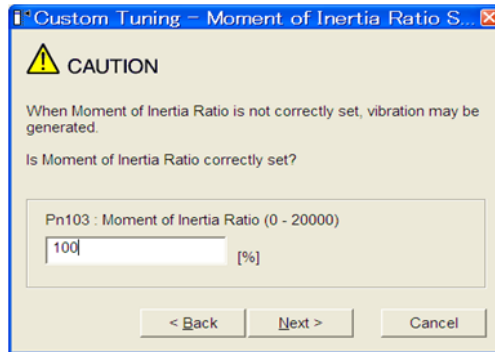 Custom Tuning - Moment of Inertia Ratio S...
CAUTION
When Moment of Inertia Ratio is not correctly set, vibration may be
generated.
Is Moment of Inertia Ratio correctly set?
Pn103 : Moment of Inertia Ratio (0 - 20000)
100
[%]
< Back
Next >
Cancel